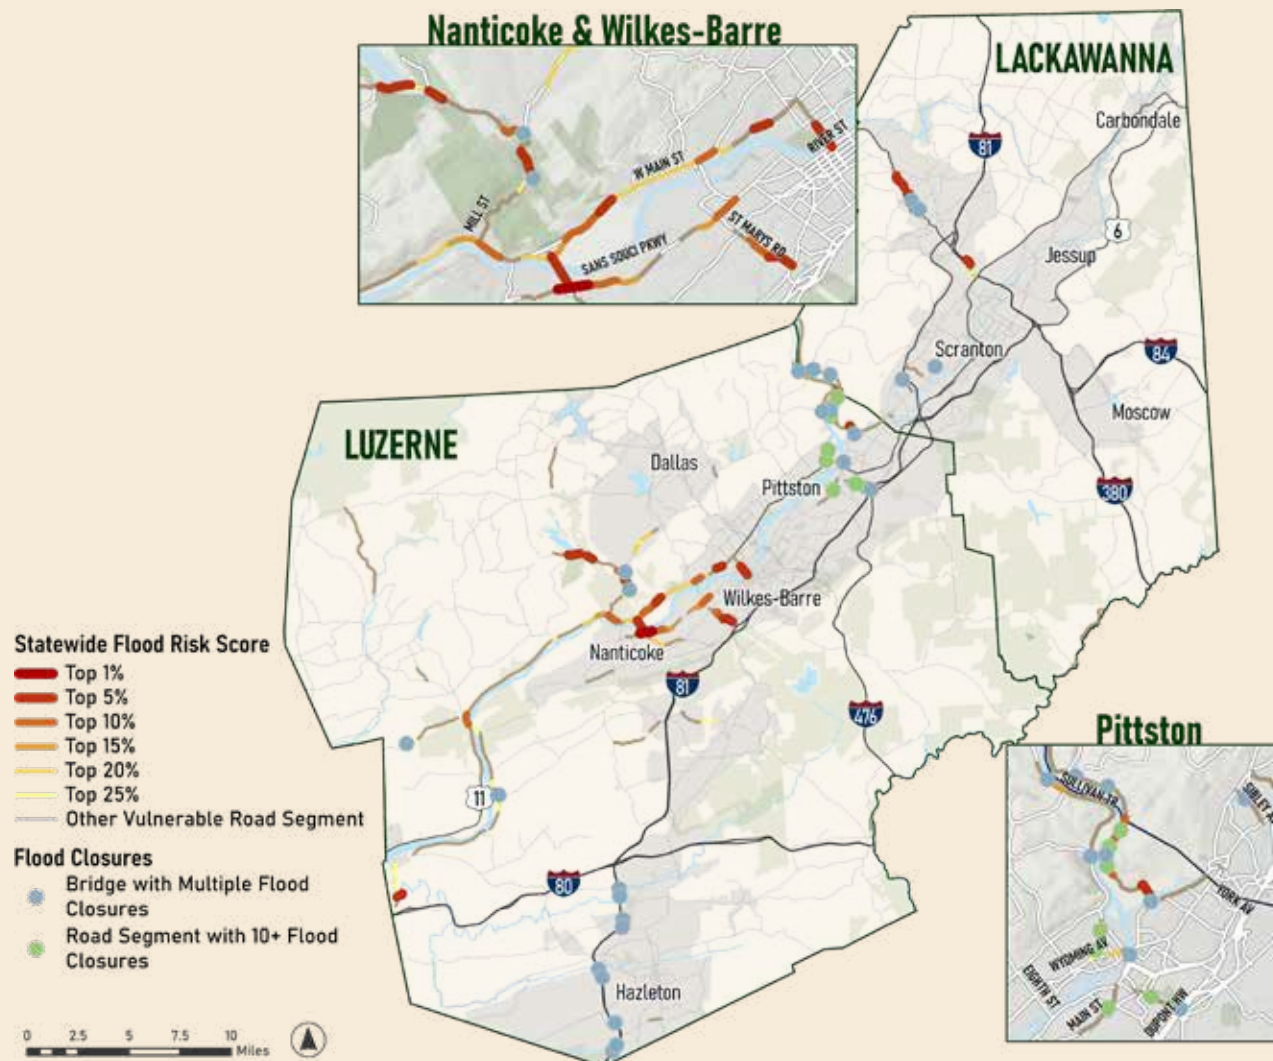 Nanticoke & Wilkes-Barre
W MAIN ST
RIVER ST
MILL ST
SANS SOUCI PKWY
ST MARYS RD
LACKAWANNA
Carbondale
81
6
Jessup
Scranton
84
Moscow
380
LUZERNE
Dallas
Pittston
Wilkes-Barre
Nanticoke
81
476
11
80
Hazleton
Pittston
SULLIVAN TR
SIBLEY AV
YORK AV
WYOMING AV
EIGHTH ST
MAIN ST
DUPONT HW
Statewide Flood Risk Score
Top 1%
Top 5%
Top 10%
Top 15%
Top 20%
Top 25%
Other Vulnerable Road Segment
Flood Closures
Bridge with Multiple Flood
Closures
Road Segment with 10+ Flood
Closures
0 2.5 5 7.5 10
Miles